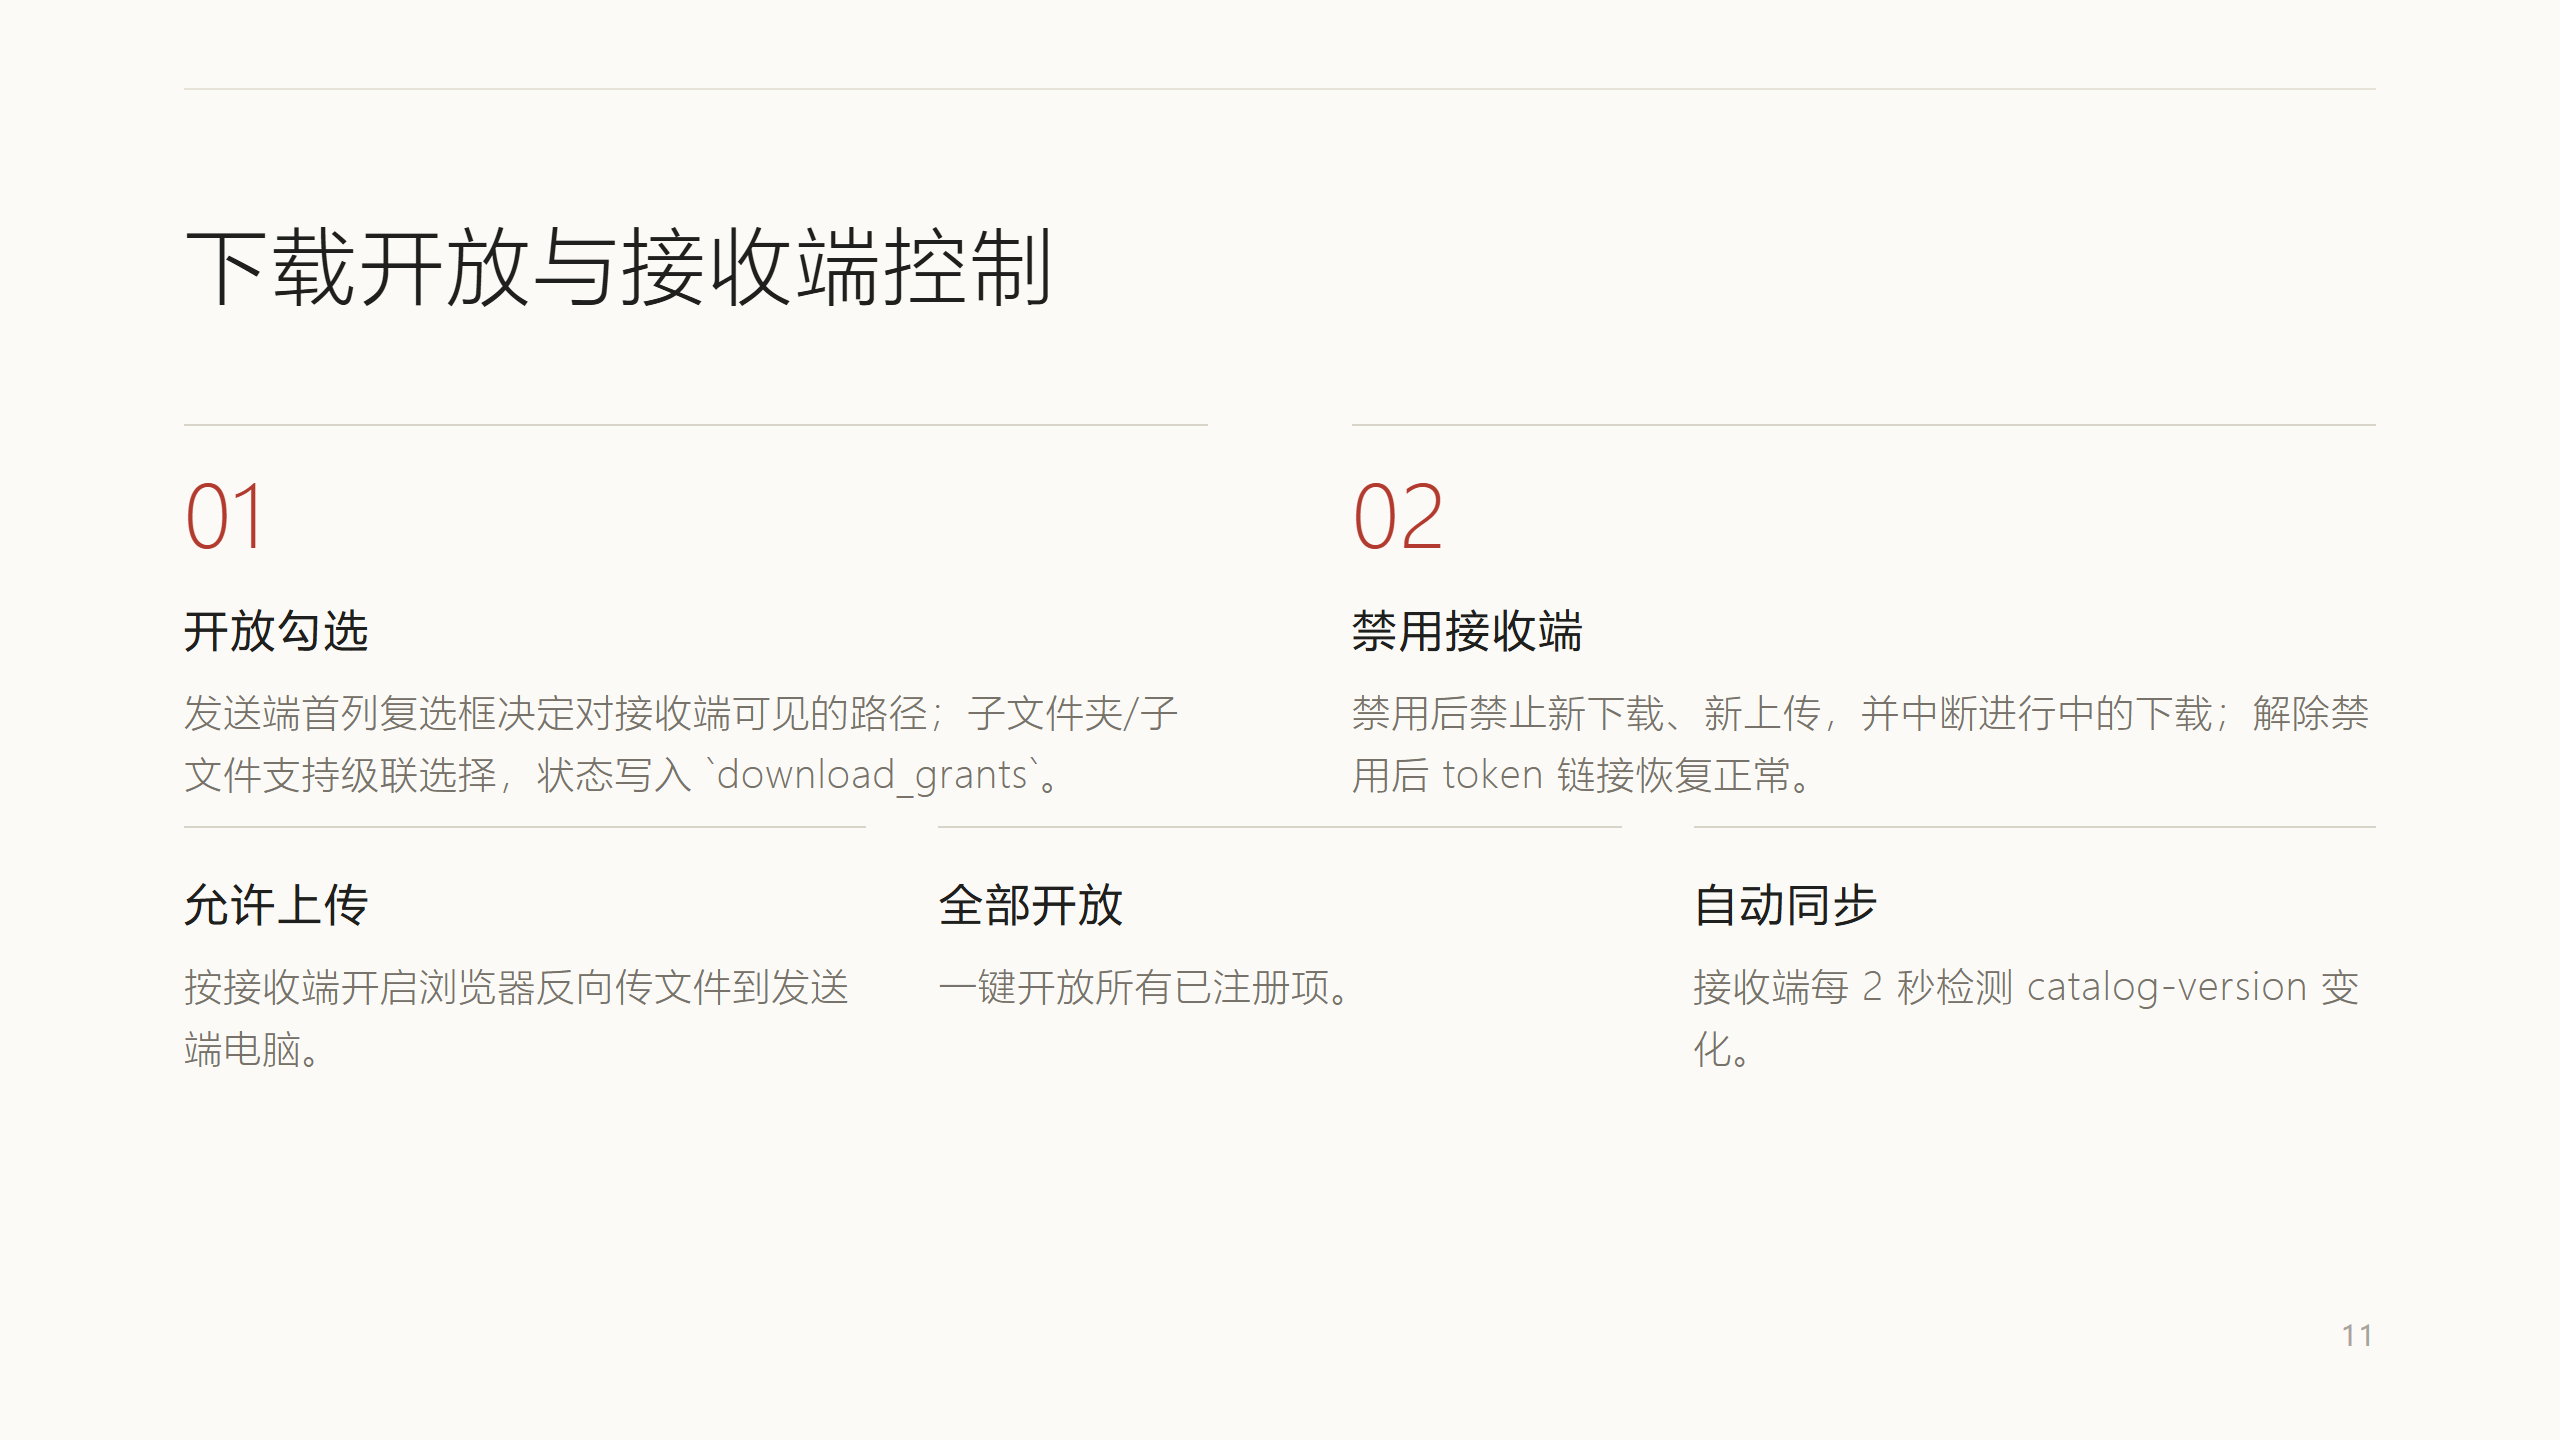 下载开放与接收端控制
01
开放勾选
发送端首列复选框决定对接收端可见的路径；子文件夹/子
文件支持级联选择，状态写入 `download_grants`。
02
禁用接收端
禁用后禁止新下载、新上传，并中断进行中的下载；解除禁
用后 token 链接恢复正常。
允许上传
按接收端开启浏览器反向传文件到发送
端电脑。
全部开放
一键开放所有已注册项。
自动同步
接收端每 2 秒检测 catalog-version 变
化。
11